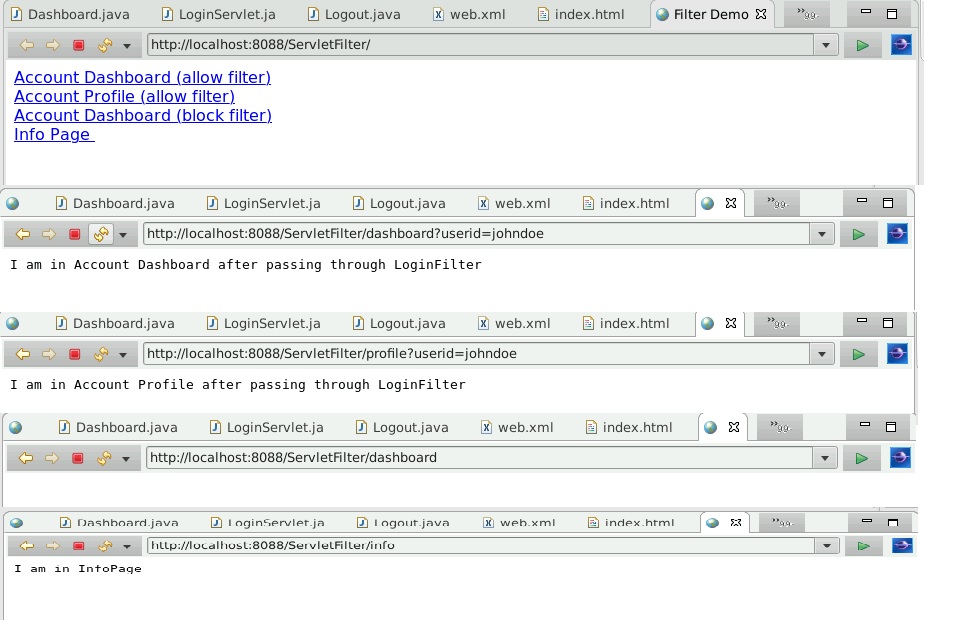 Dashboard.java LoginServlet.ja Logout.java web.xml index.html Filter Demo »99-
http://localhost:8088/ServletFilter/
Account Dashboard (allow filter)
Account Profile (allow filter)
Account Dashboard (block filter)
Info Page
Dashboard.java LoginServlet.ja Logout.java web.xml index.html »99-
http://localhost:8088/ServletFilter/dashboard?userid=johndoe
I am in Account Dashboard after passing through LoginFilter
Dashboard.java LoginServlet.ja Logout.java web.xml index.html »99-
http://localhost:8088/ServletFilter/profile?userid=johndoe
I am in Account Profile after passing through LoginFilter
Dashboard.java LoginServlet.ja Logout.java web.xml index.html »99-
http://localhost:8088/ServletFilter/dashboard
Dashboard.java LoginServlet.ja Logout.java web.xml index.html »99-
http://localhost:8088/ServletFilter/info
I am in InfoPage